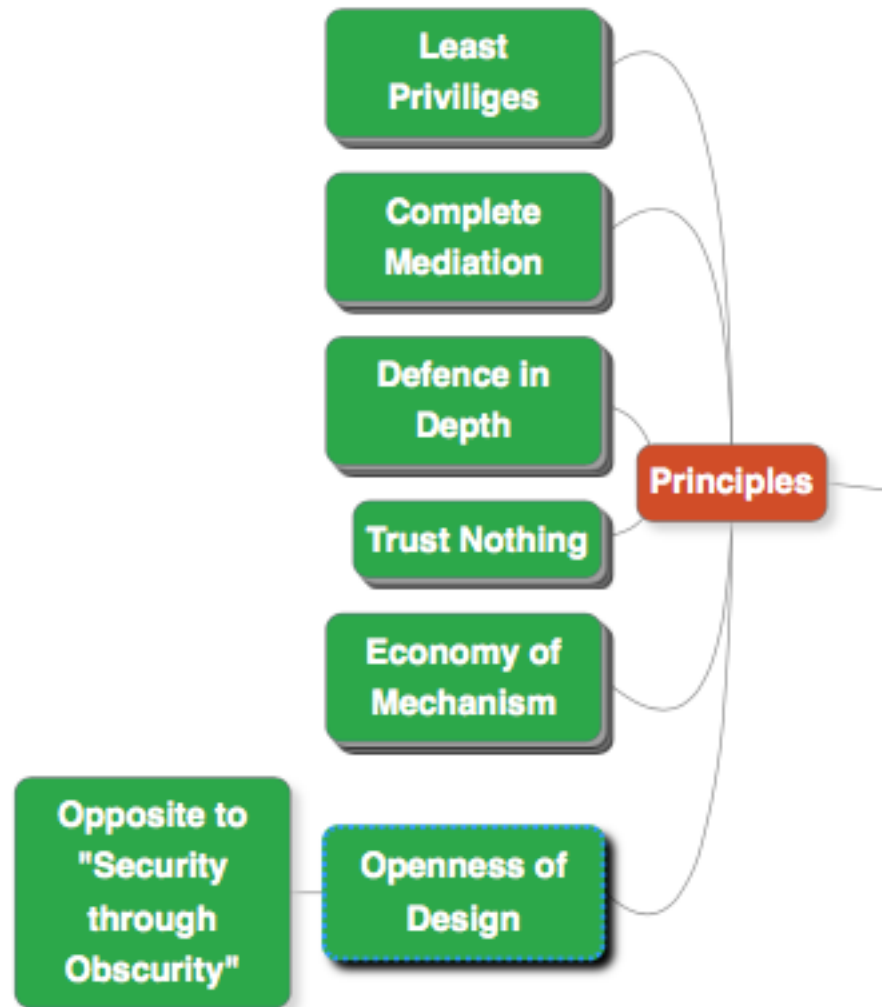 Least
Priviliges
Complete
Mediation
Defence in
Depth
Principles
Trust Nothing
Economy of
Mechanism
Opposite to
"Security
through
Obscurity"
Openness of
Design